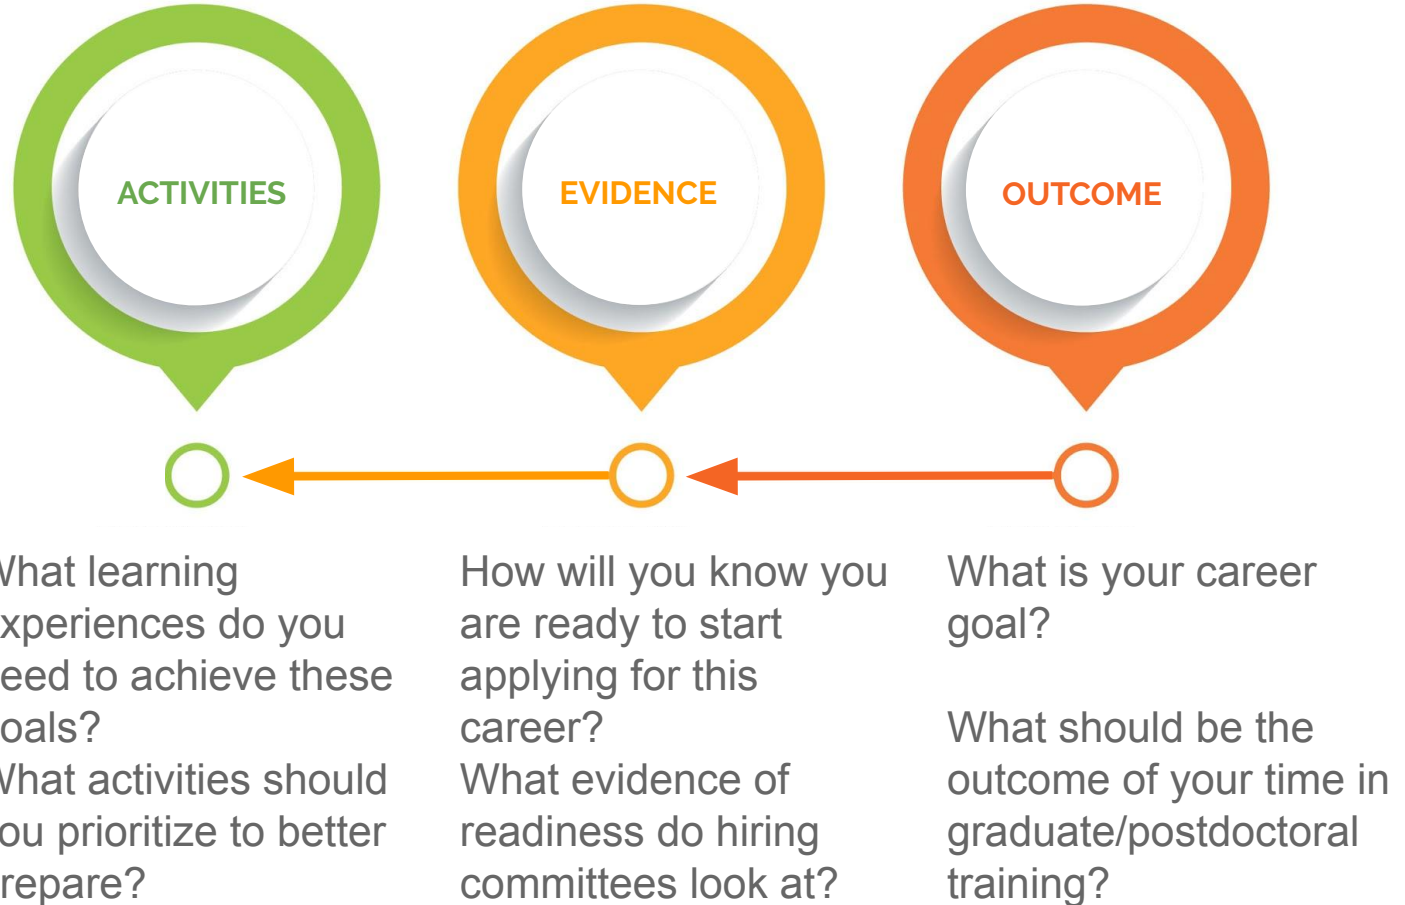 ACTIVITIES
EVIDENCE
OUTCOME
What learning
xperiences do you
eed to achieve these
oals?
What activities should
ou prioritize to better
repare?
How will you know you
are ready to start
applying for this
career?
What evidence of
readiness do hiring
committees look at?
What is your career
goal?
What should be the
outcome of your time in
graduate/postdoctoral
training?